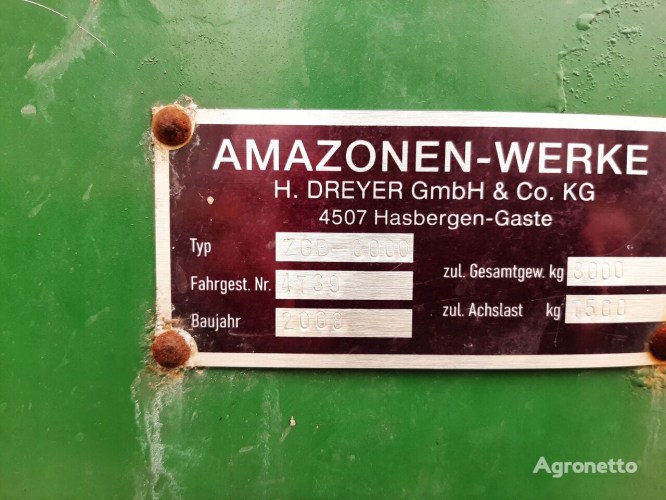 AMAZONEN-WERKE
H. DREYER GmbH & Co. KG
4507 Hasbergen-Gaste
Typ
Fahrgest. Nr. zul. Gesamtgew. kg
Baujahr zul. Achslast kg
Agronetto